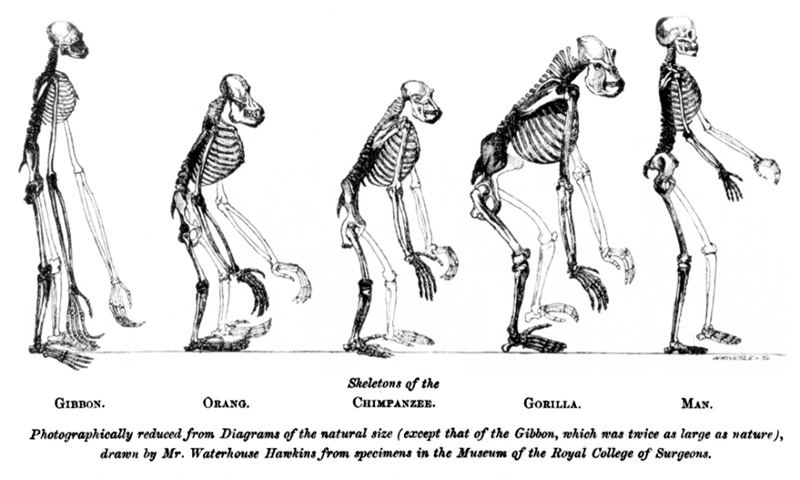 Skeletons of the
GIBBON. ORANG. CHIMPANZEE. GORILLA. MAN.
Photographically reduced from Diagrams of the natural size (except that of the Gibbon, which was twice as large as nature),
drawn by Mr. Waterhouse Hawkins from specimens in the Museum of the Royal College of Surgeons.